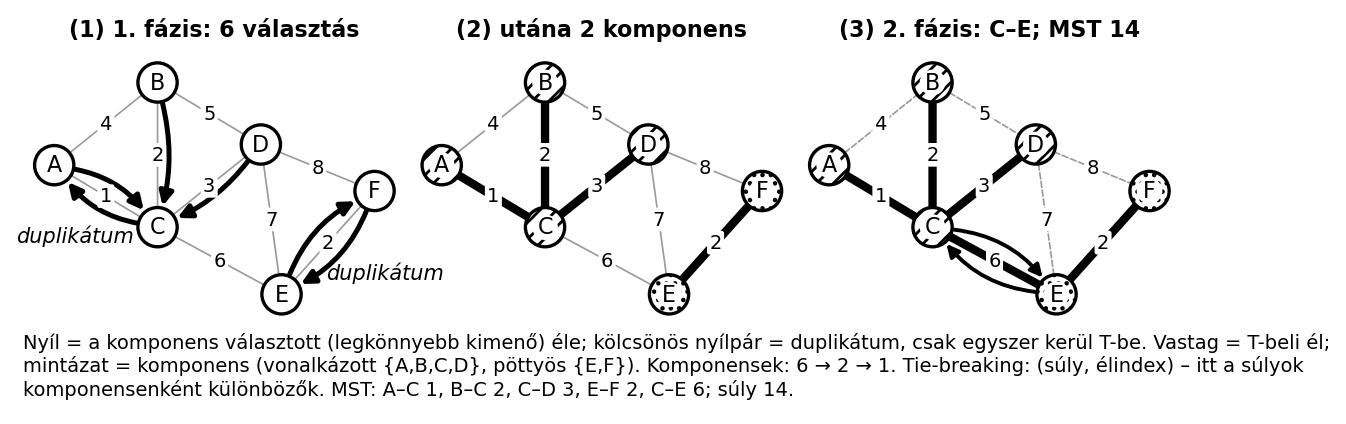 (1) 1. fázis: 6 választás
(2) utána 2 komponens
(3) 2. fázis: C–E; MST 14
B
4
5
2
D
A
8
1
3
F
C
7
duplikátum
2
6
duplikátum
E
B
4
5
2
D
A
8
1
3
F
C
7
2
6
E
B
4
5
2
D
A
8
1
3
F
C
7
2
6
E
Nyíl = a komponens választott (legkönnyebb kimenő) éle; kölcsönös nyílpár = duplikátum, csak egyszer kerül T-be. Vastag = T-beli él;
mintázat = komponens (vonalkázott {A,B,C,D}, pöttyös {E,F}). Komponensek: 6 → 2 → 1. Tie-breaking: (súly, élindex) – itt a súlyok
komponensenként különbözők. MST: A–C 1, B–C 2, C–D 3, E–F 2, C–E 6; súly 14.